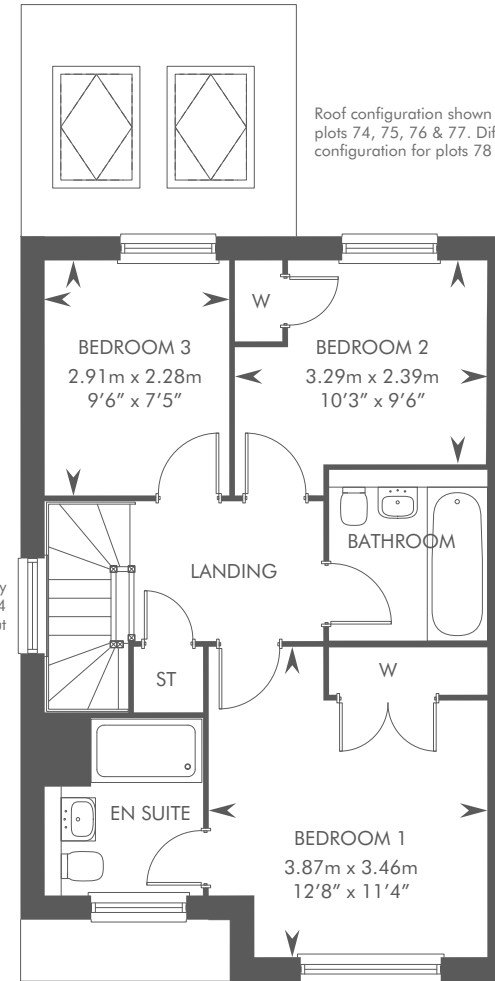 Roof configuration shown
plots 74, 75, 76 & 77. Dif
configuration for plots 78
W
BEDROOM 3
2.91m x 2.28m
9’6” x 7’5”
BEDROOM 2
3.29m x 2.39m
10’3” x 9’6”
BATHROOM
LANDING
y
4
ut
ST
W
EN SUITE
BEDROOM 1
3.87m x 3.46m
12’8” x 11’4”